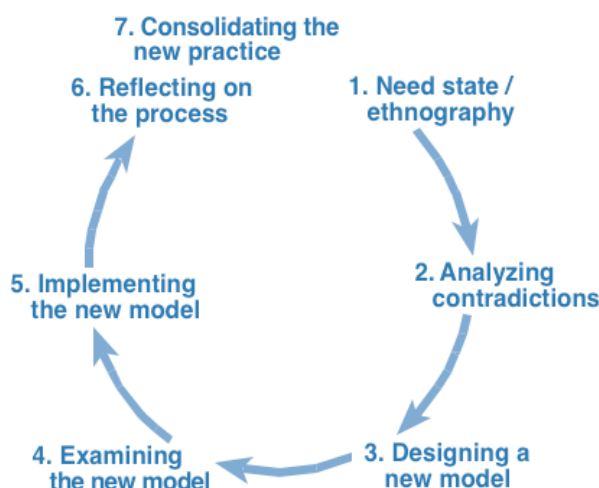 7. Consolidating the
new practice
6. Reflecting on
the process
1. Need state /
ethnography
5. Implementing
the new model
2. Analyzing
contradictions
4. Examining
the new model
3. Designing a
new model